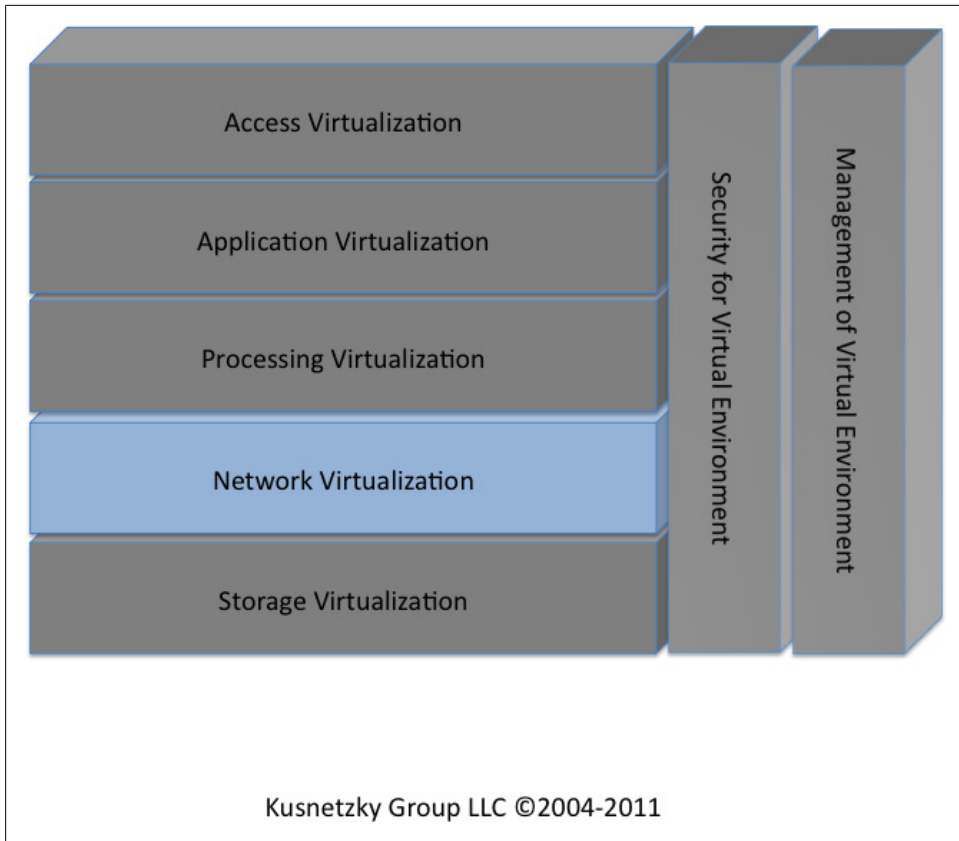 Access Virtualization
Application Virtualization
Processing Virtualization
Network Virtualization
Storage Virtualization
Security for Virtual Environment
Management of Virtual Environment
Kusnetzky Group LLC ©2004-2011